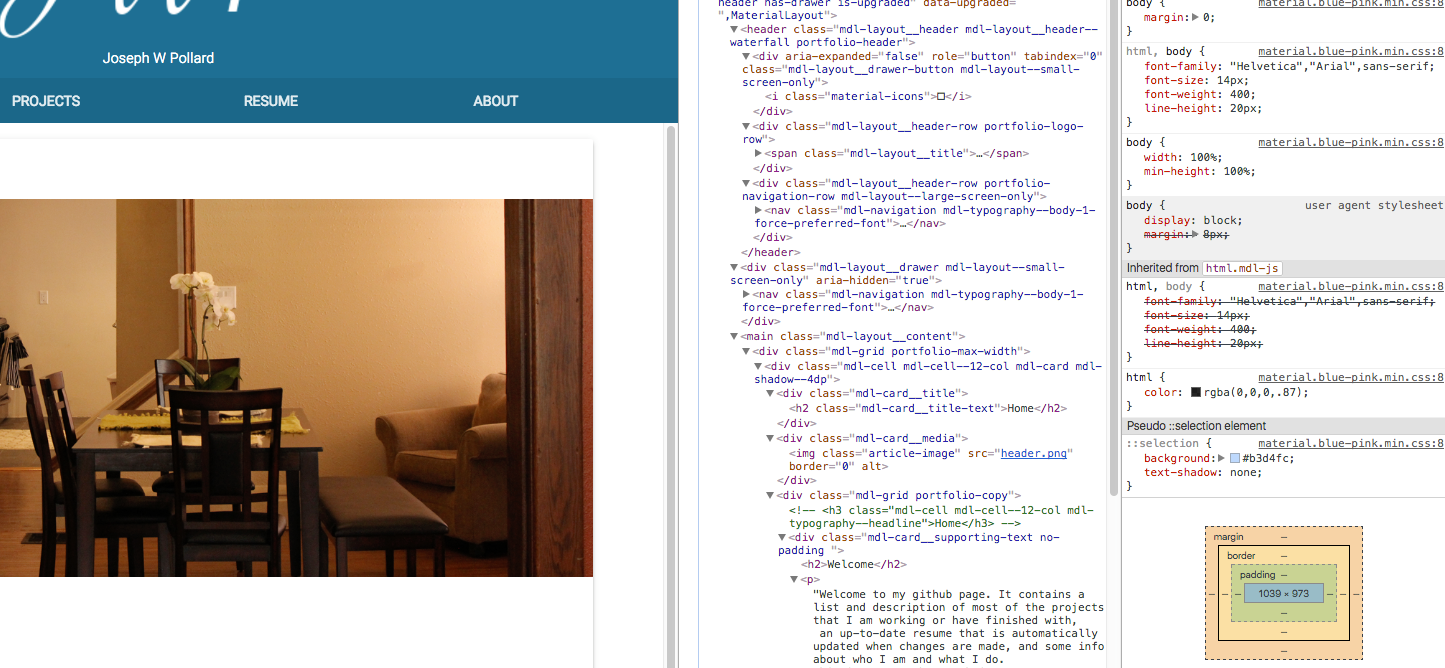 Joseph W Pollard
PROJECTS RESUME ABOUT
header has-drawer is-upgraded" data-upgraded=
",MaterialLayout">
▼<header class="mdl-layout__header mdl-layout__header--
waterfall portfolio-header">
▼<div aria-expanded="false" role="button" tabindex="0"
class="mdl-layout__drawer-button mdl-layout--small-
screen-only">
<i class="material-icons">□</i>
</div>
▼<div class="mdl-layout__header-row portfolio-logo-
row">
▶<span class="mdl-layout__title">…</span>
</div>
▼<div class="mdl-layout__header-row portfolio-
navigation-row mdl-layout--large-screen-only">
▶<nav class="mdl-navigation mdl-typography--body-1-
force-preferred-font">…</nav>
</div>
</header>
▼<div class="mdl-layout__drawer mdl-layout--small-
screen-only" aria-hidden="true">
▶<nav class="mdl-navigation mdl-typography--body-1-
force-preferred-font">…</nav>
</div>
▼<main class="mdl-layout__content">
▼<div class="mdl-grid portfolio-max-width">
▼<div class="mdl-cell mdl-cell--12-col mdl-card mdl-
shadow--4dp">
▼<div class="mdl-card__title">
<h2 class="mdl-card__title-text">Home</h2>
</div>
▼<div class="mdl-card__media">
<img class="article-image" src="header.png"
border="0" alt>
</div>
▼<div class="mdl-grid portfolio-copy">
<!-- <h3 class="mdl-cell mdl-cell--12-col mdl-
typography--headline">Home</h3> -->
▼<div class="mdl-card__supporting-text no-
padding ">
<h2>Welcome</h2>
▼<p>
"Welcome to my github page. It contains a
list and description of most of the projects
that I am working or have finished with,
an up-to-date resume that is automatically
updated when changes are made, and some info
about who I am and what I do.
body { material.blue-pink.min.css:8
margin:▶ 0;
}
html, body { material.blue-pink.min.css:8
font-family: "Helvetica","Arial",sans-serif;
font-size: 14px;
font-weight: 400;
line-height: 20px;
}
body { material.blue-pink.min.css:8
width: 100%;
min-height: 100%;
}
body { user agent stylesheet
display: block;
margin:▶ 8px;
}
Inherited from html.mdl-js
html, body { material.blue-pink.min.css:8
font-family: "Helvetica","Arial",sans-serif;
font-size: 14px;
font-weight: 400;
line-height: 20px;
}
html { material.blue-pink.min.css:8
color: rgba(0,0,0,.87);
}
Pseudo ::selection element
::selection { material.blue-pink.min.css:8
background:▶ #b3d4fc;
text-shadow: none;
}
margin –
border –
padding –
– – – 1039 × 973 – – –
–
–
–